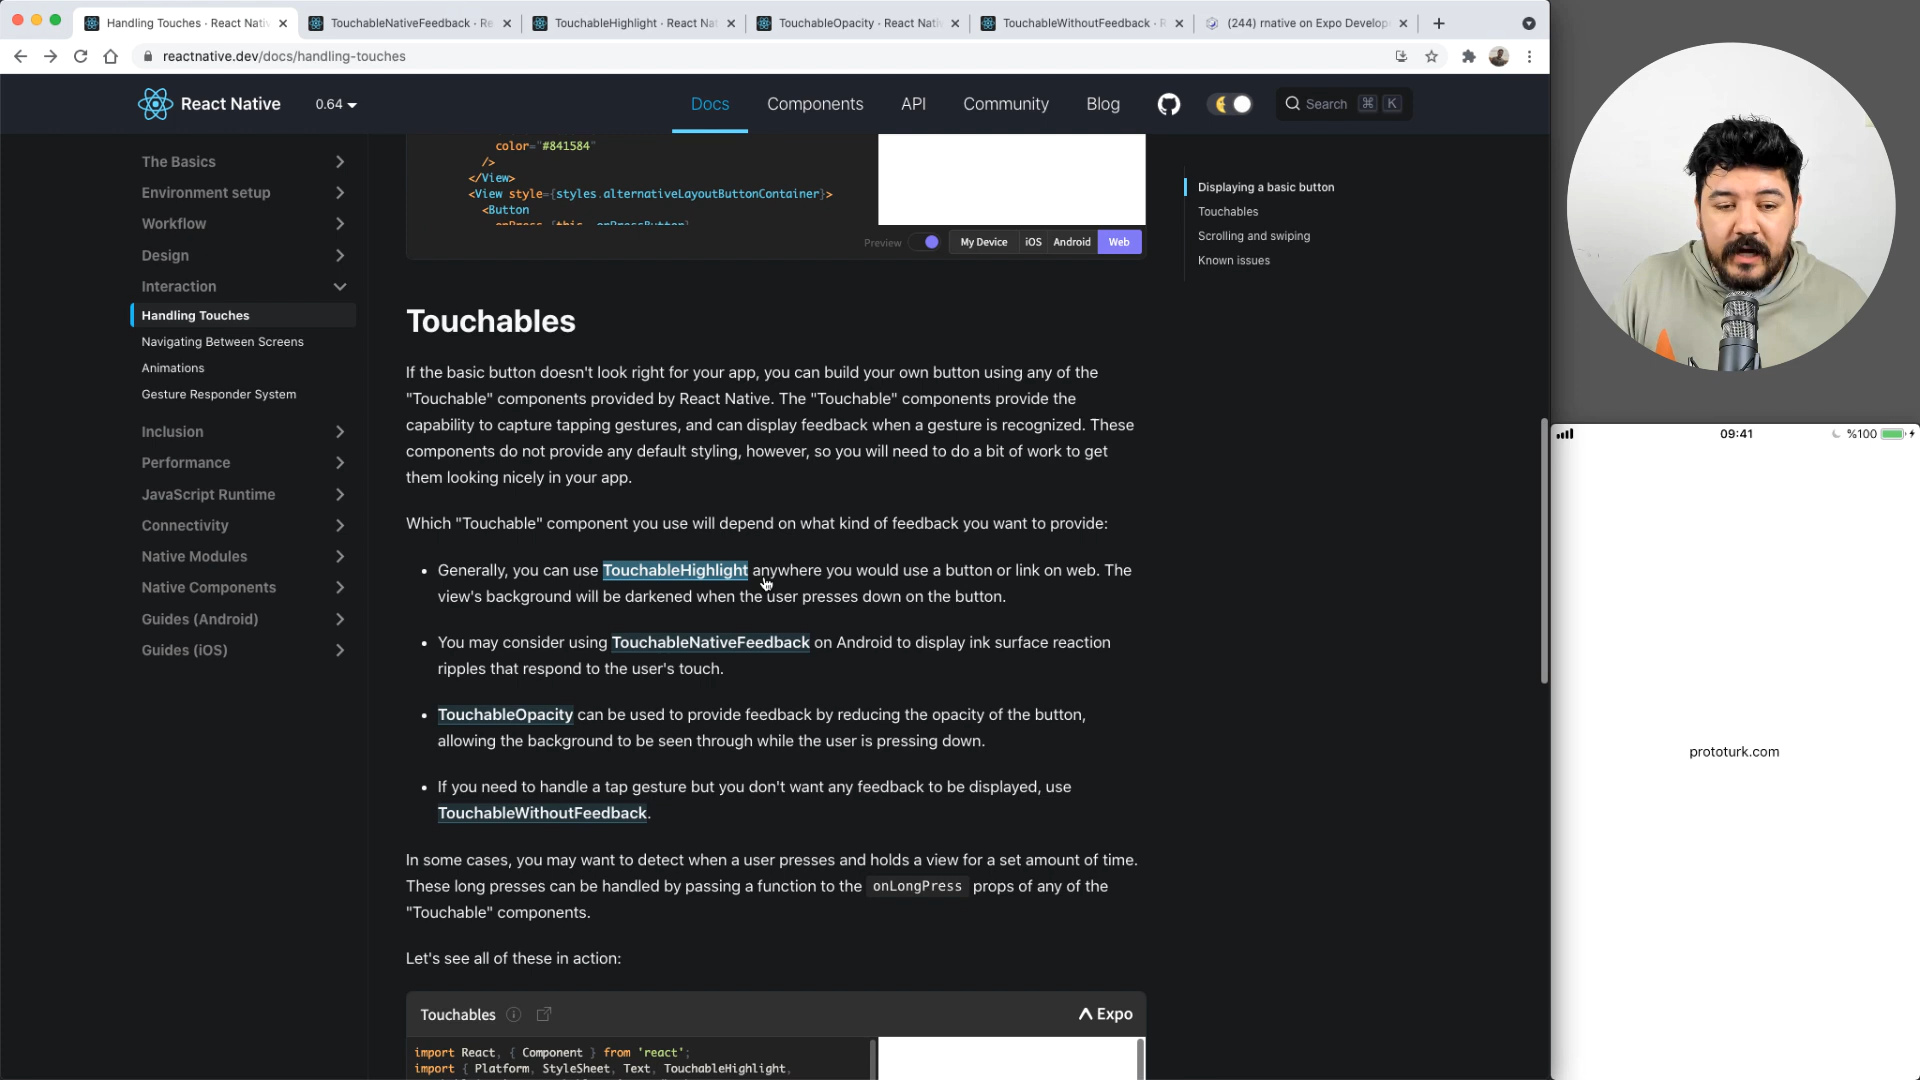 Handling Touches · React Native
TouchableNativeFeedback · Re
TouchableHighlight · React Nat
TouchableOpacity · React Nativ
TouchableWithoutFeedback · R
(244) rnative on Expo Develop
reactnative.dev/docs/handling-touches
React Native
0.64
Docs
Components
API
Community
Blog
Search ⌘ K
The Basics
Environment setup
Workflow
Design
Interaction
Handling Touches
Navigating Between Screens
Animations
Gesture Responder System
Inclusion
Performance
JavaScript Runtime
Connectivity
Native Modules
Native Components
Guides (Android)
Guides (iOS)
color="#841584"
/>
</View>
<View style={styles.alternativeLayoutButtonContainer}>
<Button
onPress={this._onPressButton}
Preview
My Device
iOS
Android
Web
Touchables
If the basic button doesn't look right for your app, you can build your own button using any of the
"Touchable" components provided by React Native. The "Touchable" components provide the
capability to capture tapping gestures, and can display feedback when a gesture is recognized. These
components do not provide any default styling, however, so you will need to do a bit of work to get
them looking nicely in your app.
Which "Touchable" component you use will depend on what kind of feedback you want to provide:
• Generally, you can use TouchableHighlight anywhere you would use a button or link on web. The
view's background will be darkened when the user presses down on the button.
• You may consider using TouchableNativeFeedback on Android to display ink surface reaction
ripples that respond to the user's touch.
• TouchableOpacity can be used to provide feedback by reducing the opacity of the button,
allowing the background to be seen through while the user is pressing down.
• If you need to handle a tap gesture but you don't want any feedback to be displayed, use
TouchableWithoutFeedback.
In some cases, you may want to detect when a user presses and holds a view for a set amount of time.
These long presses can be handled by passing a function to the onLongPress props of any of the
"Touchable" components.
Let's see all of these in action:
Touchables
Expo
import React, { Component } from 'react';
import { Platform, StyleSheet, Text, TouchableHighlight,
Displaying a basic button
Touchables
Scrolling and swiping
Known issues
09:41
%100
prototurk.com